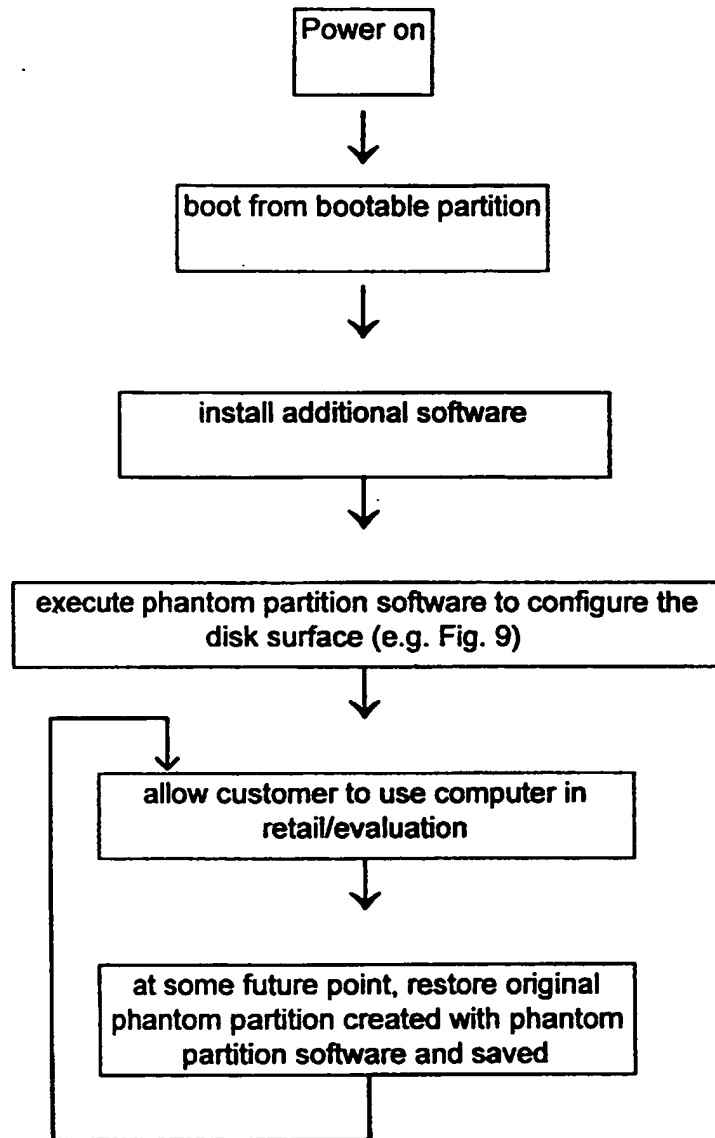 Power on
boot from bootable partition
install additional software
execute phantom partition software to configure the
disk surface (e.g. Fig. 9)
allow customer to use computer in
retail/evaluation
at some future point, restore original
phantom partition created with phantom
partition software and saved